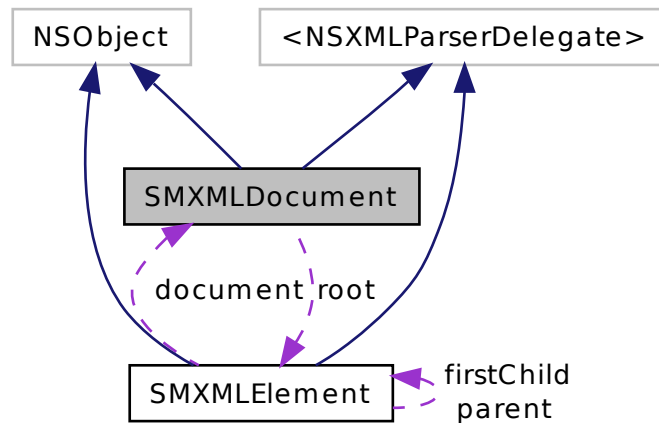 NSObject
<NSXMLParserDelegate>
SMXMLDocument
document
root
firstChild
parent
SMXMLElement